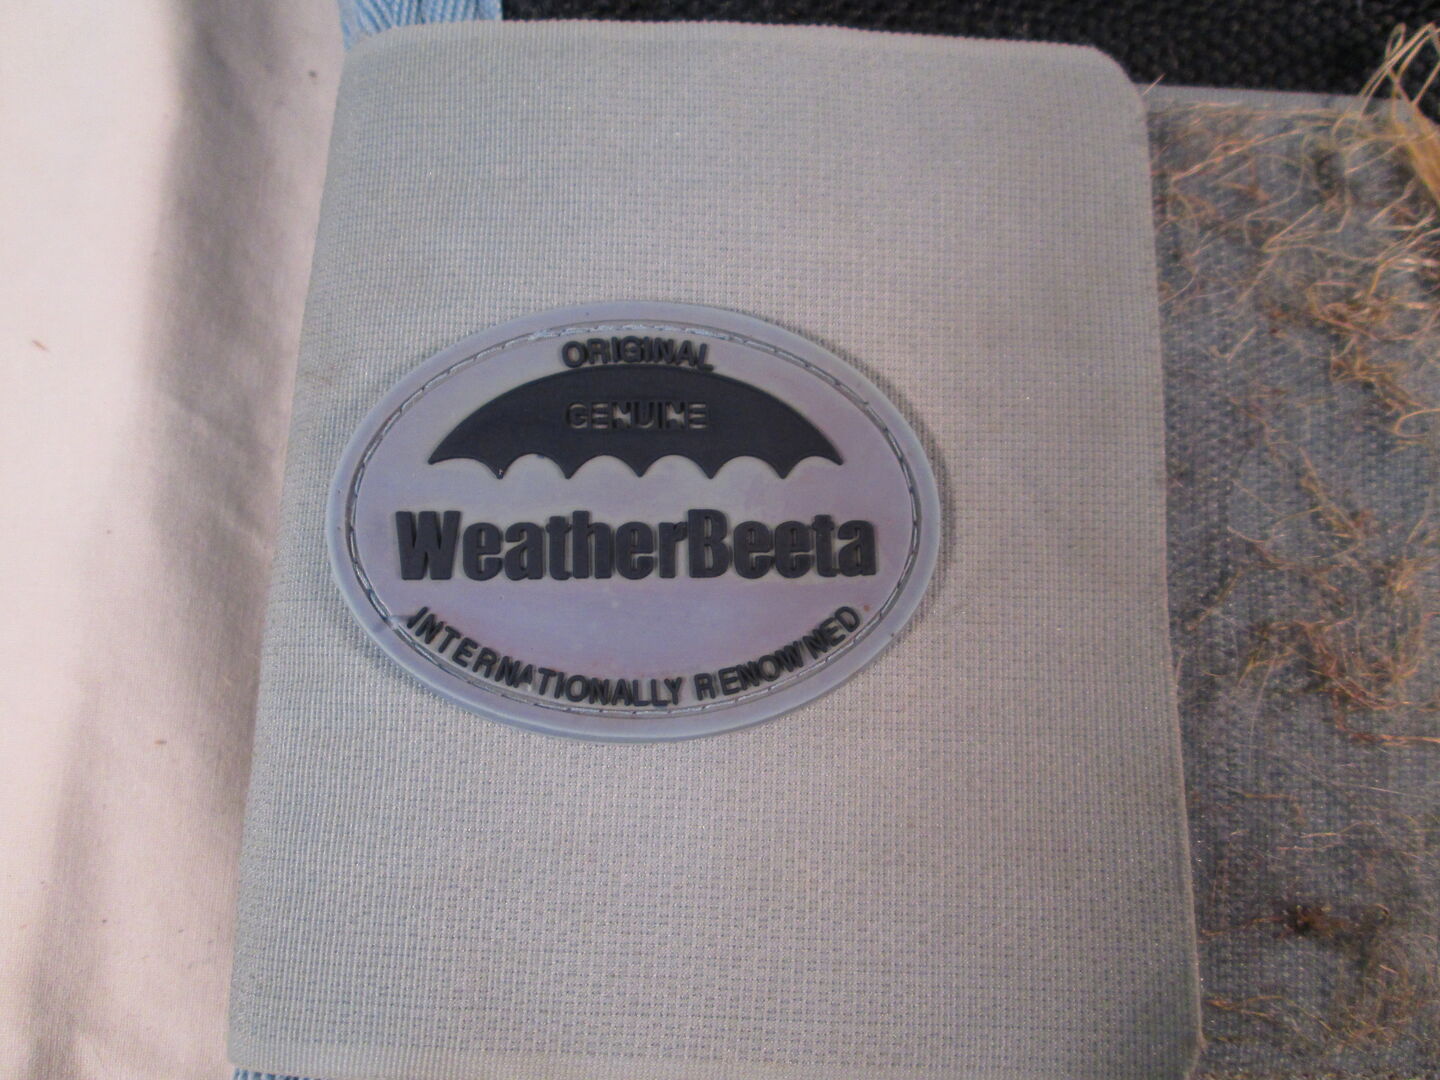 ORIGINAL
GENUINE
WeatherBeeta
INTERNATIONALLY RENOWNED